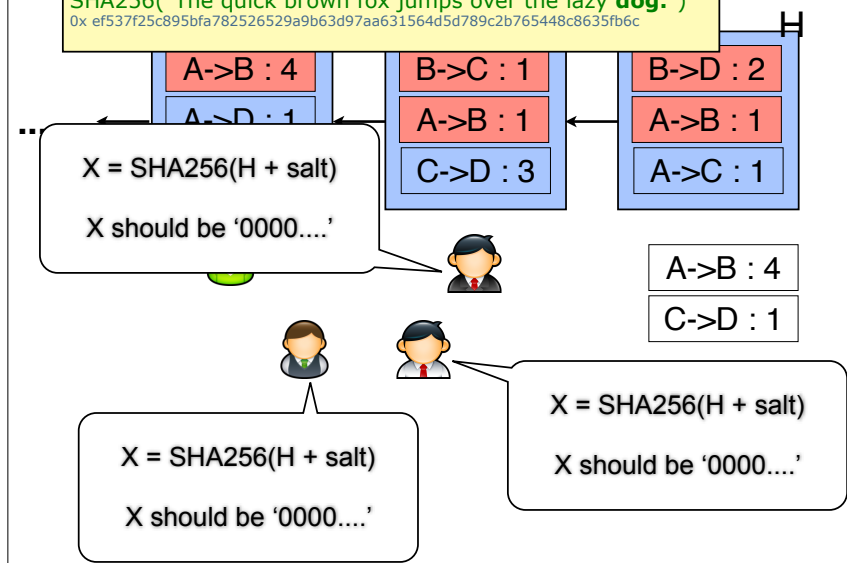 SHA256("The quick brown fox jumps over the lazy dog.")
0x ef537f25c895bfa782526529a9b63d97aa631564d5d789c2b765448c8635fb6c
H
A->B : 4
B->C : 1
B->D : 2
A->D : 1
A->B : 1
A->B : 1
...
C->D : 3
A->C : 1
X = SHA256(H + salt)
X should be ‘0000....’
A->B : 4
C->D : 1
X = SHA256(H + salt)
X should be ‘0000....’
X = SHA256(H + salt)
X should be ‘0000....’